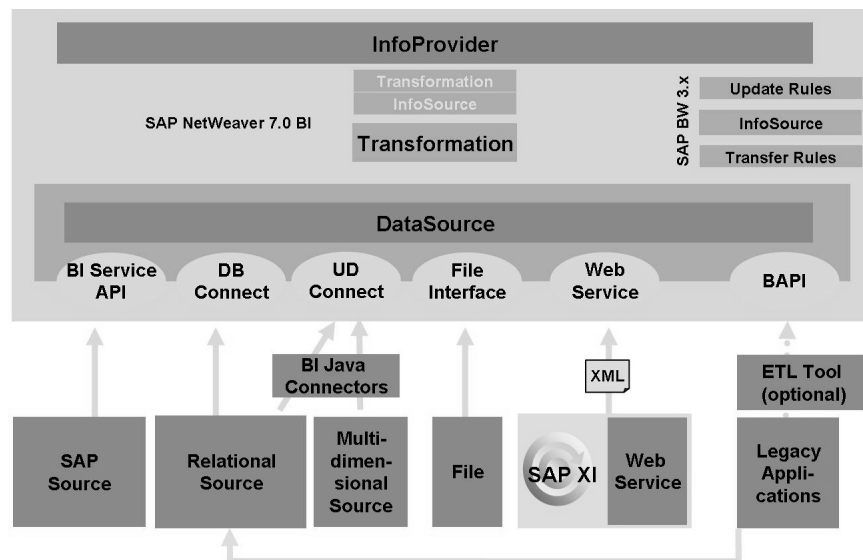 InfoProvider
Transformation
InfoSource
SAP NetWeaver 7.0 BI
Transformation
SAP BW 3.x
Update Rules
InfoSource
Transfer Rules
DataSource
BI Service
API
DB
Connect
UD
Connect
File
Interface
Web
Service
BAPI
BI Java
Connectors
XML
ETL Tool
(optional)
SAP
Source
Relational
Source
Multi-
dimen-
sional
Source
File
SAP XI
Web
Service
Legacy
Appli-
cations